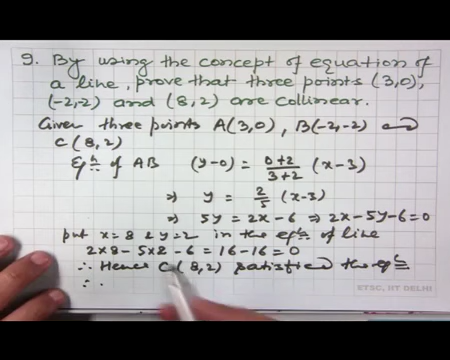 9. By using the concept of equation of
a line, prove that three points (3,0),
(-2,-2) and (8,2) are collinear.
Given three points A(3,0), B(-2,-2) and
C(8,2)
Eqn of AB (y-0) = 0+2/3+2 (x-3)
⇒ y = 2/5 (x-3)
⇒ 5y = 2x-6 ⇒ 2x-5y-6=0
put x=8 & y=2 in the eqn of line
2×8-5×2-6 = 16-16=0
∴ Hence C(8,2) satisfied the eqn
∴.
ETSC, IIT DELHI